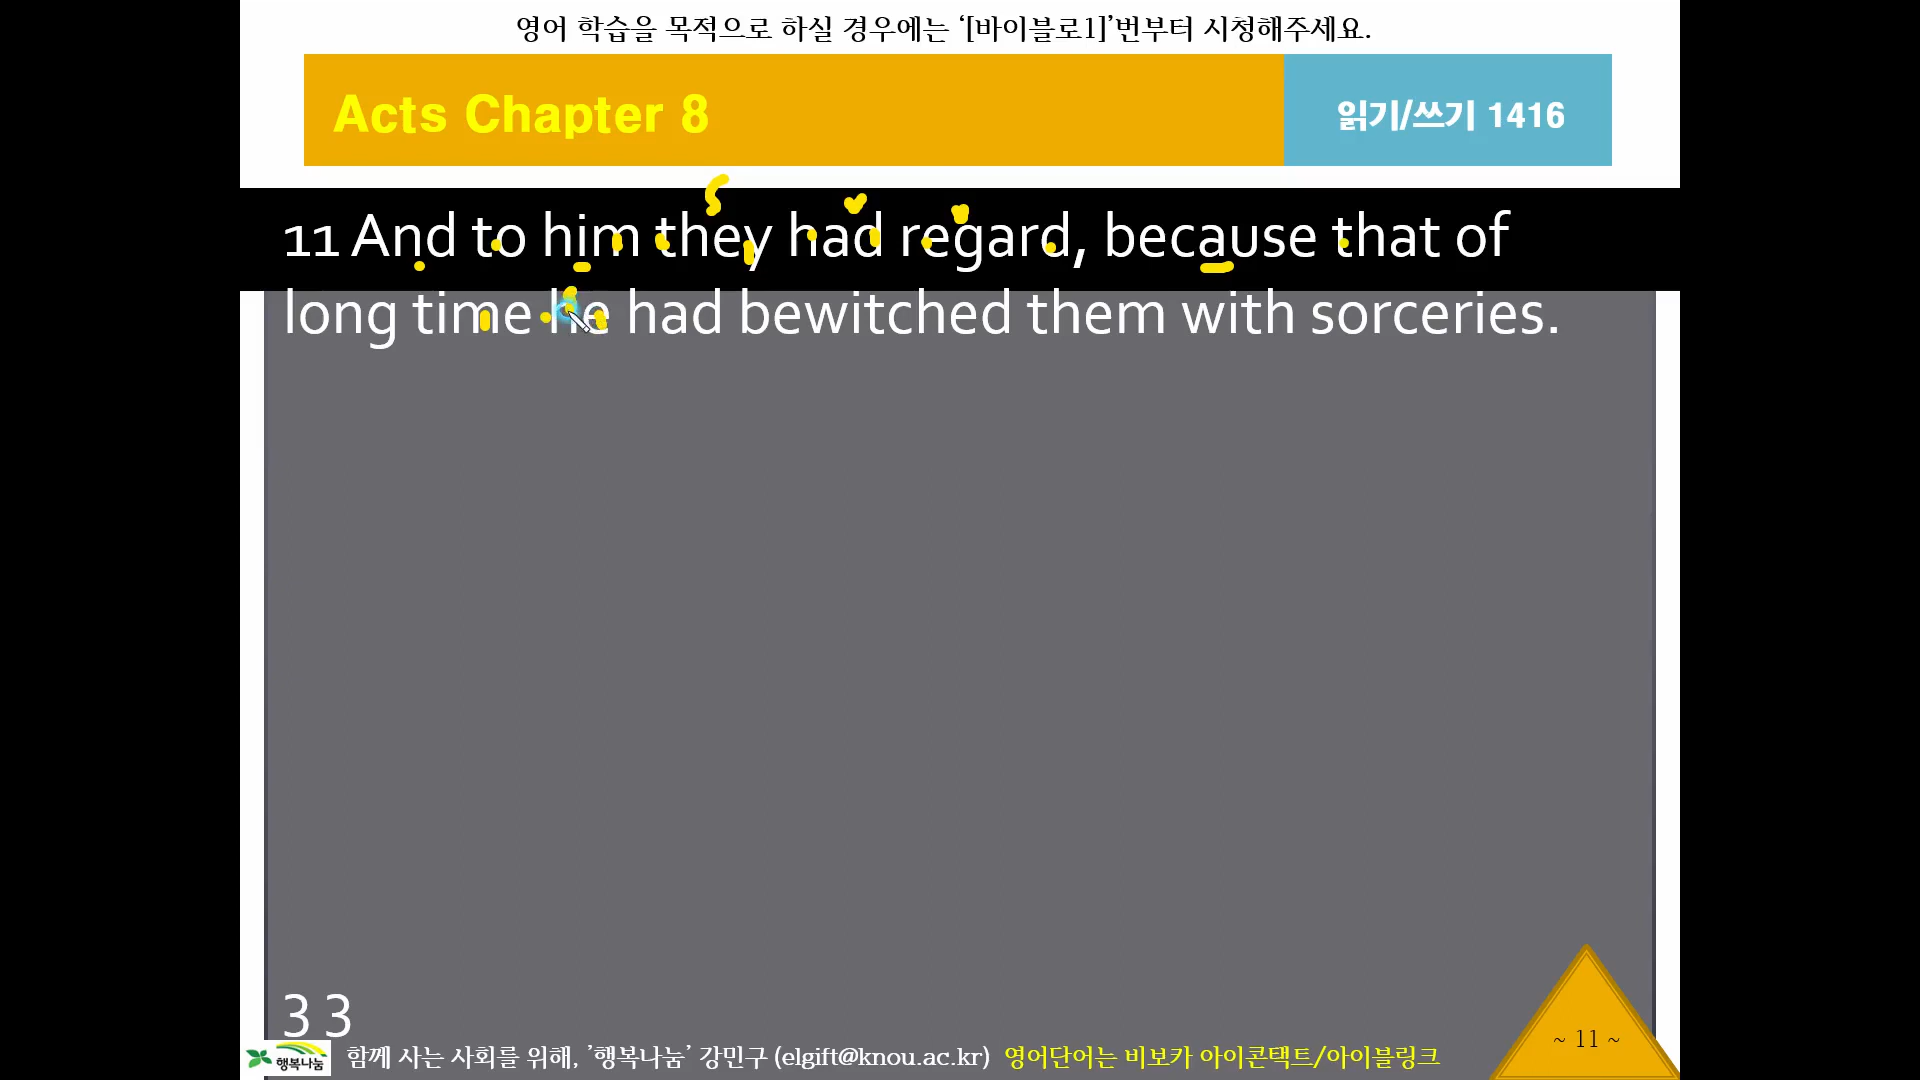 영어 학습을 목적으로 하실 경우에는 ‘[바이블로1]’번부터 시청해주세요.
Acts Chapter 8
읽기/쓰기 1416
11 And to him they had regard, because that of
long time he had bewitched them with sorceries.
3 3
~ 11 ~
행복나눔
함께 사는 사회를 위해, ’행복나눔’ 강민구 (elgift@knou.ac.kr) 영어단어는 비보카 아이콘택트/아이블링크